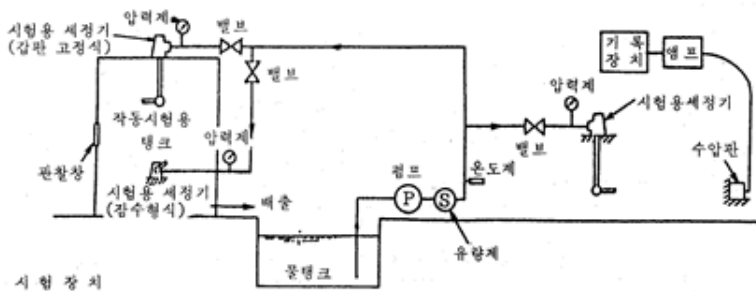 시험용 세정기
(갑판 고정식)
압력계
밸브
밸브
기록
장치
앰프
압력계
시험용세정기
작동시험용
탱크
압력계
밸브
수압판
관찰창
펌프
온도계
시험용 세정기
(잠수형식)
배출
P
S
유량계
물탱크
시험장치